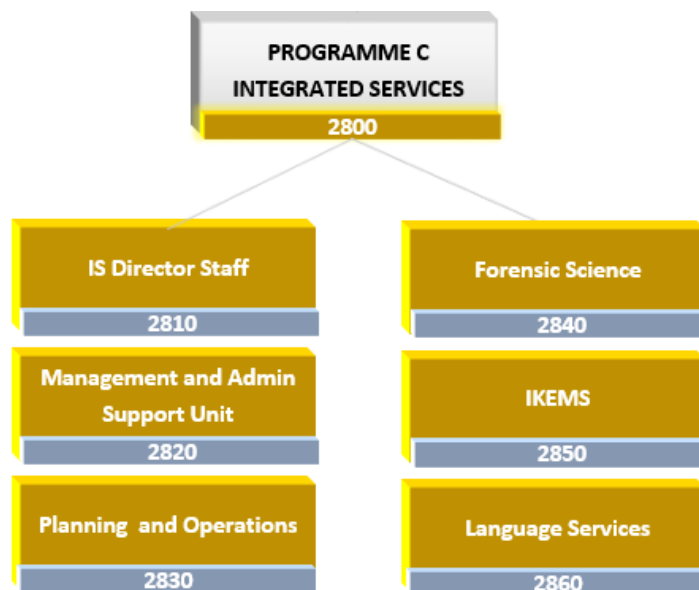 PROGRAMME C
INTEGRATED SERVICES
2800
IS Director Staff
2810
Management and Admin
Support Unit
2820
Planning and Operations
2830
Forensic Science
2840
IKEMS
2850
Language Services
2860